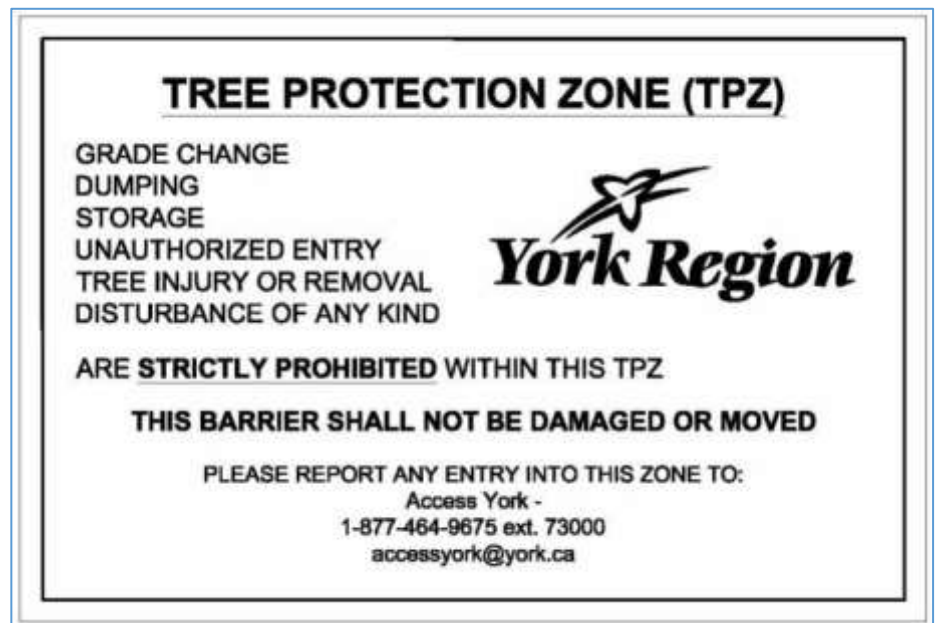 TREE PROTECTION ZONE (TPZ)
GRADE CHANGE
DUMPING
STORAGE
UNAUTHORIZED ENTRY
TREE INJURY OR REMOVAL
DISTURBANCE OF ANY KIND
York Region
ARE STRICTLY PROHIBITED WITHIN THIS TPZ
THIS BARRIER SHALL NOT BE DAMAGED OR MOVED
PLEASE REPORT ANY ENTRY INTO THIS ZONE TO:
Access York -
1-877-464-9675 ext. 73000
accessyork@york.ca